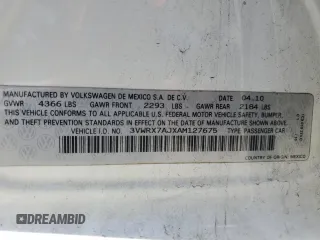 MANUFACTURED BY VOLKSWAGEN DE MEXICO S.A. DE C.V. DATE 04.10
GVWR 4366 LBS GAWR FRONT 2293 LBS GAWR REAR 2184 LBS
THIS VEHICLE CONFORMS TO ALL APPLICABLE U.S. FEDERAL MOTOR VEHICLE SAFETY, BUMPER,
AND THEFT PREVENTION STANDARDS IN EFFECT ON THE DATE OF MANUFACTURE SHOWN ABOVE.
VEHICLE I.D. NO.: 3VWRX7AJXAM127675 TYPE: PASSENGER CAR
MEXICO
DREAMBID